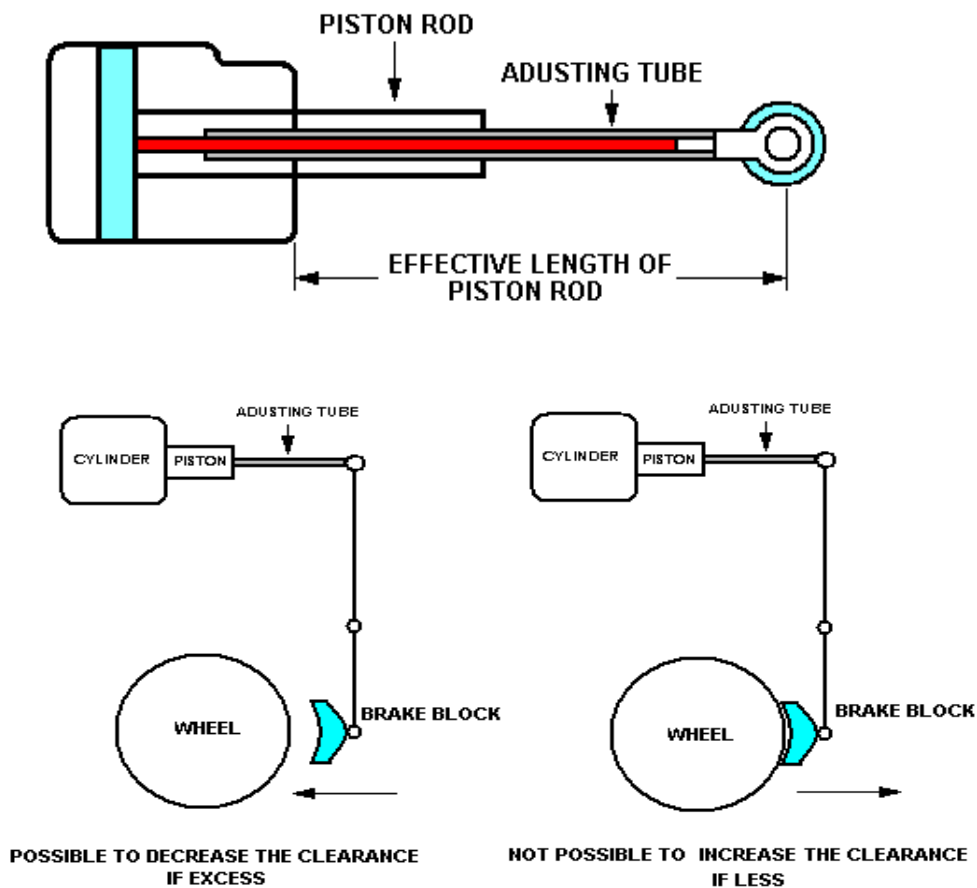 PISTON ROD
ADUSTING TUBE
EFFECTIVE LENGTH OF
PISTON ROD
ADUSTING TUBE
CYLINDER
PISTON
BRAKE BLOCK
WHEEL
POSSIBLE TO DECREASE THE CLEARANCE
IF EXCESS
ADUSTING TUBE
CYLINDER
PISTON
BRAKE BLOCK
WHEEL
NOT POSSIBLE TO INCREASE THE CLEARANCE
IF LESS